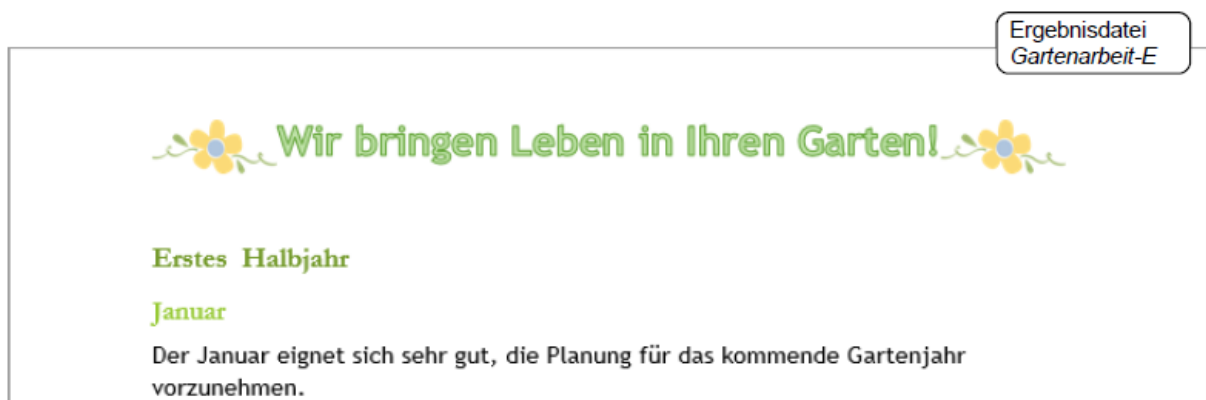 Ergebnisdatei
Gartenarbeit-E
Wir bringen Leben in Ihren Garten!
Erstes Halbjahr
Januar
Der Januar eignet sich sehr gut, die Planung für das kommende Gartenjahr
vorzunehmen.